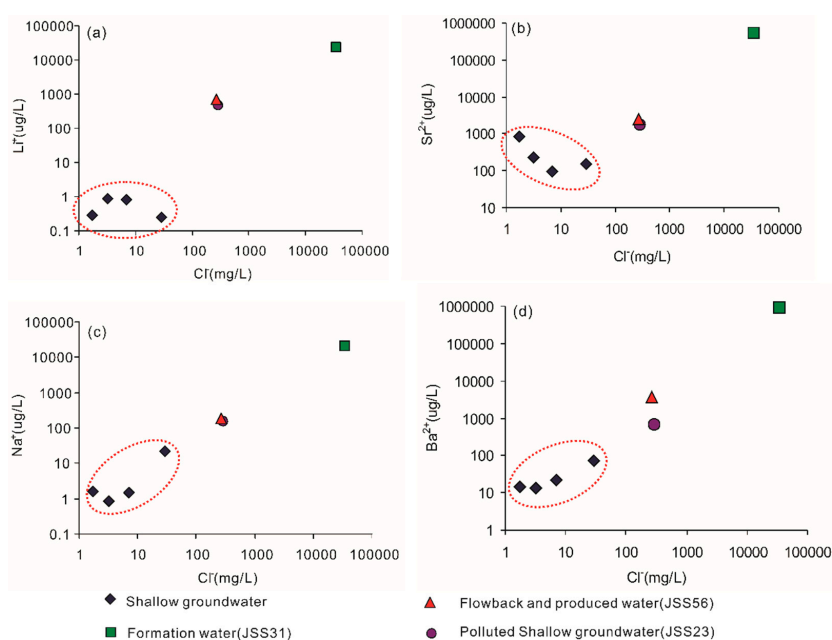 (a)
100000
10000
1000
100
10
1
0.1
Li⁺(ug/L)
1 10 100 1000 10000 100000
Cl⁻(mg/L)
(b)
1000000
100000
10000
1000
100
10
Sr²⁺(ug/L)
1 10 100 1000 10000 100000
Cl⁻(mg/L)
(c)
100000
10000
1000
100
10
1
0.1
Na⁺(ug/L)
1 10 100 1000 10000 100000
Cl⁻(mg/L)
(d)
1000000
100000
10000
1000
100
10
1
Ba²⁺(ug/L)
1 10 100 1000 10000 100000
Cl⁻(mg/L)
Shallow groundwater
Flowback and produced water(JSS56)
Formation water(JSS31)
Polluted Shallow groundwater(JSS23)